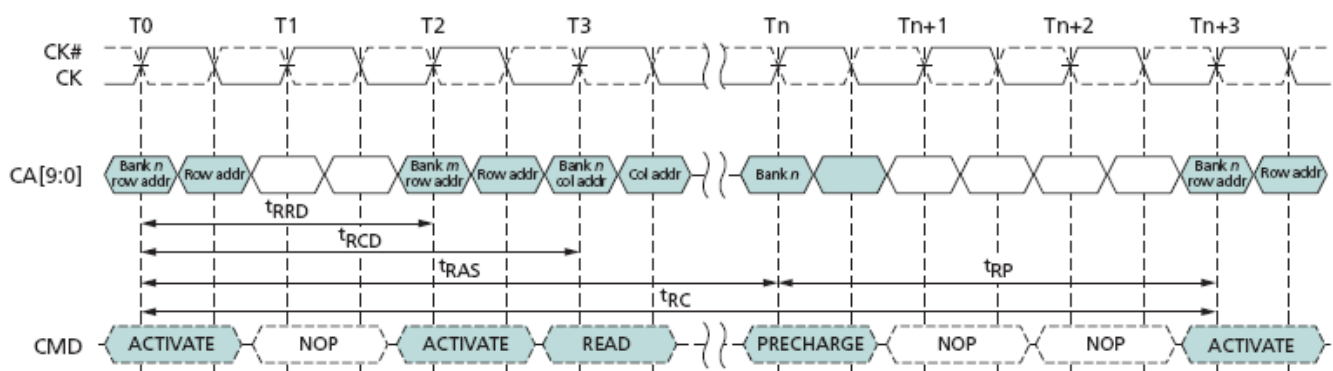 T0 T1 T2 T3 Tn Tn+1 Tn+2 Tn+3
CK#
CK
CA[9:0]
Bank n row addr
Row addr
Bank m row addr
Row addr
Bank n col addr
Col addr
Bank n
Bank n row addr
Row addr
tRRD
tRCD
tRAS tRP
tRC
CMD ACTIVATE NOP ACTIVATE READ PRECHARGE NOP NOP ACTIVATE